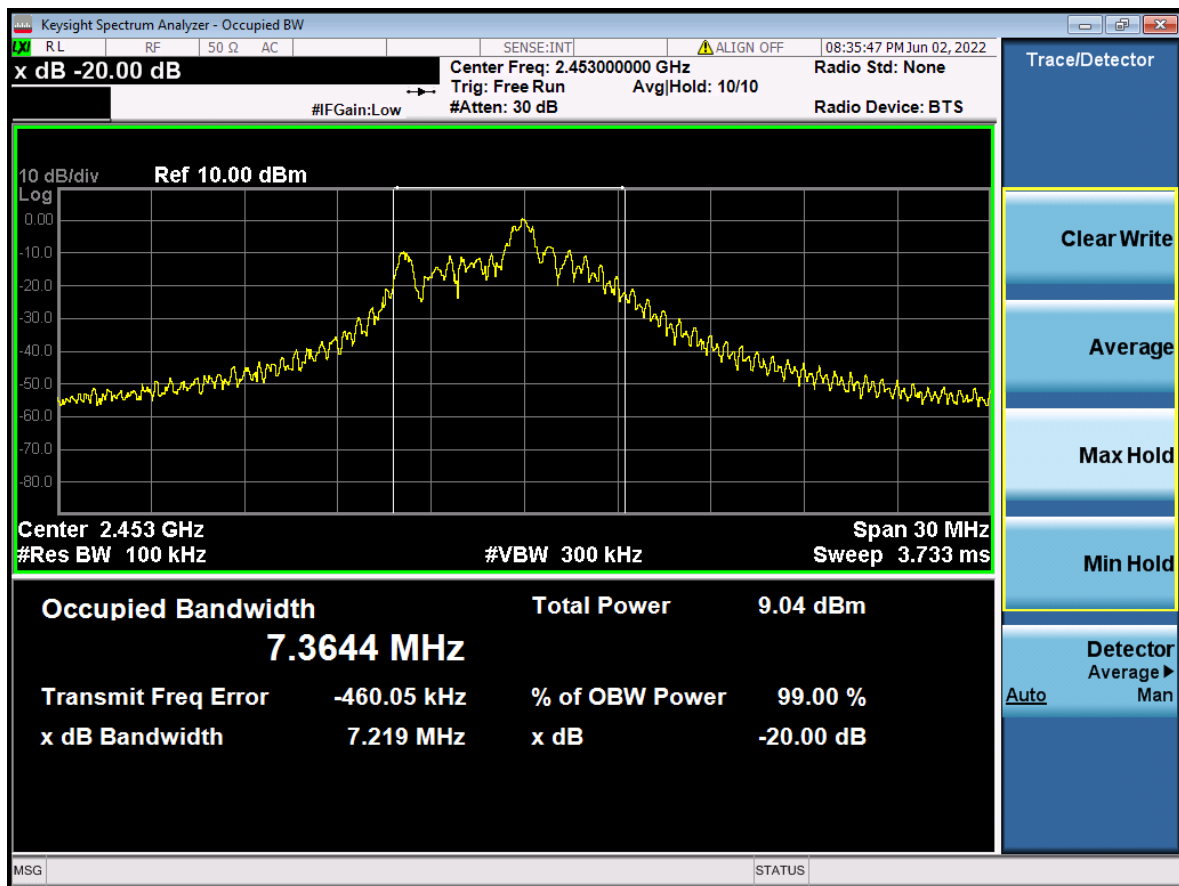 Keysight Spectrum Analyzer - Occupied BW
LXI RL RF 50 Ω AC SENSE:INT ALIGN OFF 08:35:47 PM Jun 02, 2022
x dB -20.00 dB
Center Freq: 2.453000000 GHz Radio Std: None
Trig: Free Run Avg|Hold: 10/10
#IFGain:Low #Atten: 30 dB Radio Device: BTS
10 dB/div Ref 10.00 dBm
Log
0.00
-10.0
-20.0
-30.0
-40.0
-50.0
-60.0
-70.0
-80.0
Center 2.453 GHz Span 30 MHz
#Res BW 100 kHz #VBW 300 kHz Sweep 3.733 ms
Occupied Bandwidth Total Power 9.04 dBm
7.3644 MHz
Transmit Freq Error -460.05 kHz % of OBW Power 99.00 %
x dB Bandwidth 7.219 MHz x dB -20.00 dB
MSG STATUS
Trace/Detector
Clear Write
Average
Max Hold
Min Hold
Detector
Average▶
Auto Man